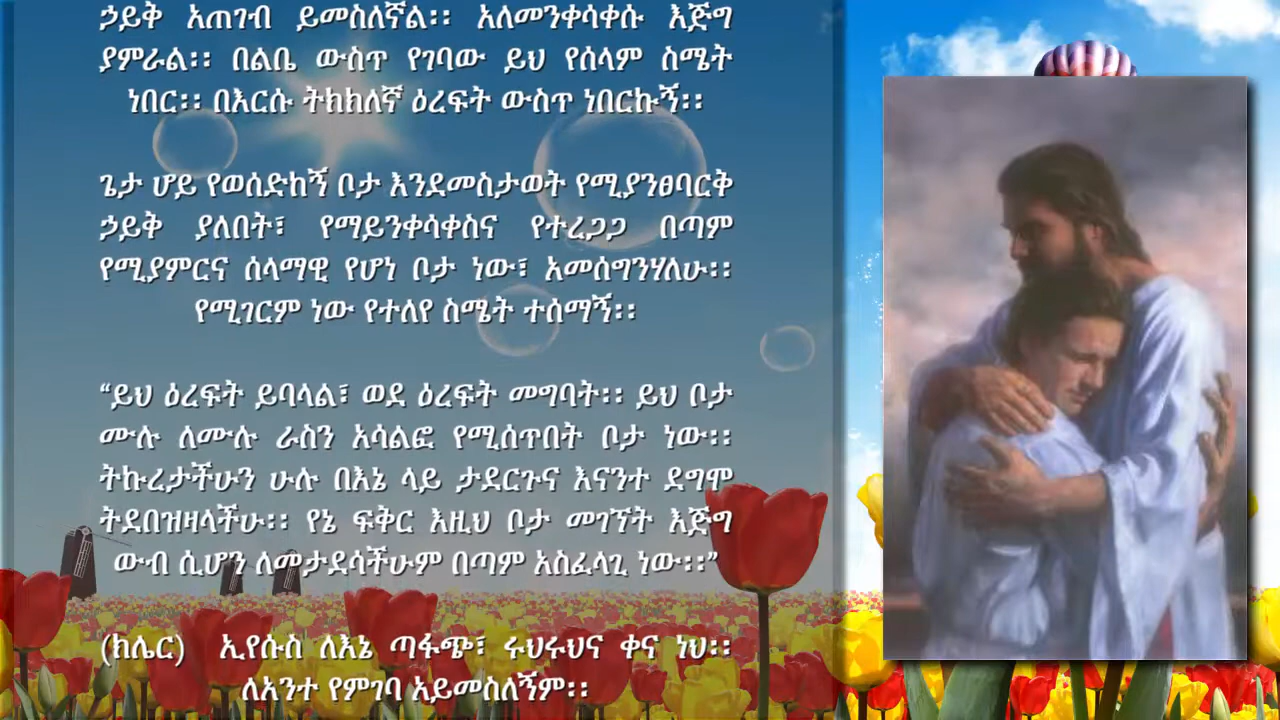 ኃይቅ አጠገብ ይመስለኛል፡፡ አለመንቀሳቀሱ እጅግ
ያምራል፡፡ በልቤ ውስጥ የገባው ይህ የሰላም ስሜት
ነበር፡፡ በእርሱ ትክክለኛ ዕረፍት ውስጥ ነበርኩኝ፡፡
ጌታ ሆይ የወሰድከኝ ቦታ እንደመስታወት የሚያንፀባርቅ
ኃይቅ ያለበት፣ የማይንቀሳቀስና የተረጋጋ በጣም
የሚያምርና ሰላማዊ የሆነ ቦታ ነው፣ አመሰግንሃለሁ፡፡
የሚገርም ነው የተለየ ስሜት ተሰማኝ፡፡
“ይህ ዕረፍት ይባላል፣ ወደ ዕረፍት መግባት፡፡ ይህ ቦታ
ሙሉ ለሙሉ ራስን አሳልፎ የሚሰጥበት ቦታ ነው፡፡
ትኩረታችሁን ሁሉ በእኔ ላይ ታደርጉና እናንተ ደግሞ
ትደበዝዛላችሁ፡፡ የኔ ፍቅር እዚህ ቦታ መገኘት እጅግ
ውብ ሲሆን ለመታደሳችሁም በጣም አስፈላጊ ነው፡፡”
(ክሌር) ኢየሱስ ለእኔ ጣፋጭ፣ ሩህሩህና ቀና ነህ፡፡
ለአንተ የምገባ አይመስለኝም፡፡